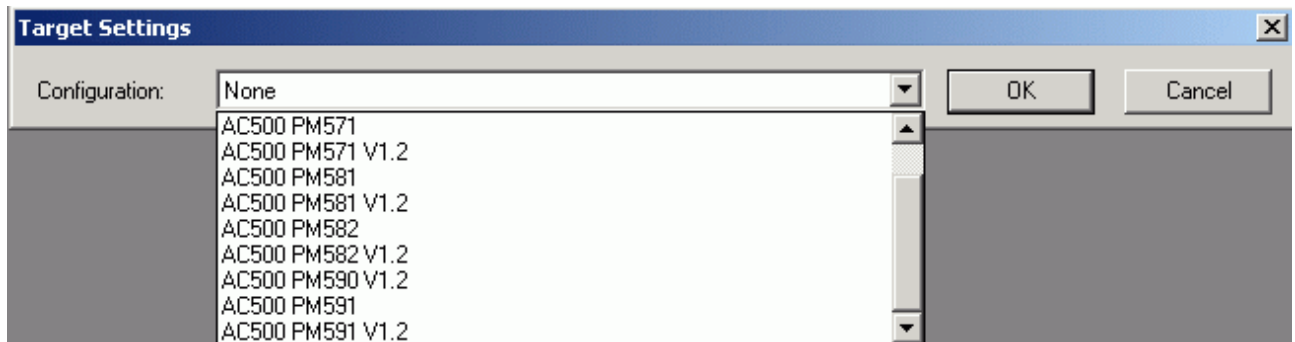 Target Settings
Configuration: None OK Cancel
AC500 PM571
AC500 PM571 V1.2
AC500 PM581
AC500 PM581 V1.2
AC500 PM582
AC500 PM582 V1.2
AC500 PM590 V1.2
AC500 PM591
AC500 PM591 V1.2